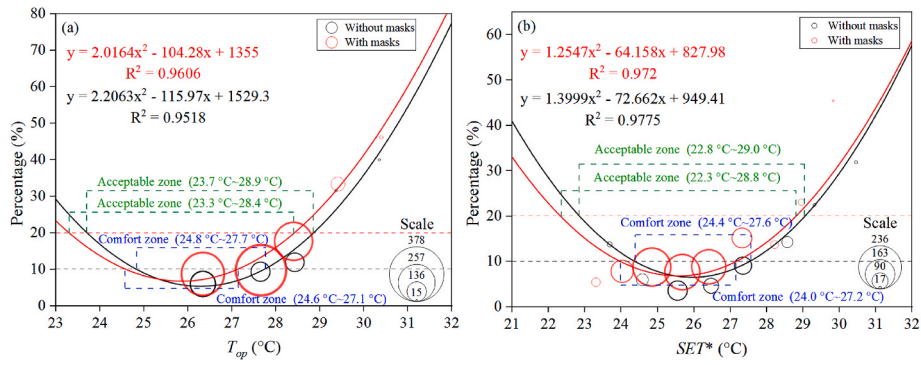 (a)
Without masks
With masks
y = 2.0164x² - 104.28x + 1355
R² = 0.9606
y = 2.2063x² - 115.97x + 1529.3
R² = 0.9518
Acceptable zone (23.7 °C~28.9 °C)
Acceptable zone (23.3 °C~28.4 °C)
Comfort zone (24.8 °C~27.7 °C)
Comfort zone (24.6 °C~27.1 °C)
Scale
378
257
136
15
Percentage (%)
80
70
60
50
40
30
20
10
0
23 24 25 26 27 28 29 30 31 32
Top (°C)
(b)
Without masks
With masks
y = 1.2547x² - 64.158x + 827.98
R² = 0.972
y = 1.3999x² - 72.662x + 949.41
R² = 0.9775
Acceptable zone (22.8 °C~29.0 °C)
Acceptable zone (22.3 °C~28.8 °C)
Comfort zone (24.4 °C~27.6 °C)
Comfort zone (24.0 °C~27.2 °C)
Scale
236
163
90
17
Percentage (%)
60
50
40
30
20
10
0
21 22 23 24 25 26 27 28 29 30 31 32
SET* (°C)